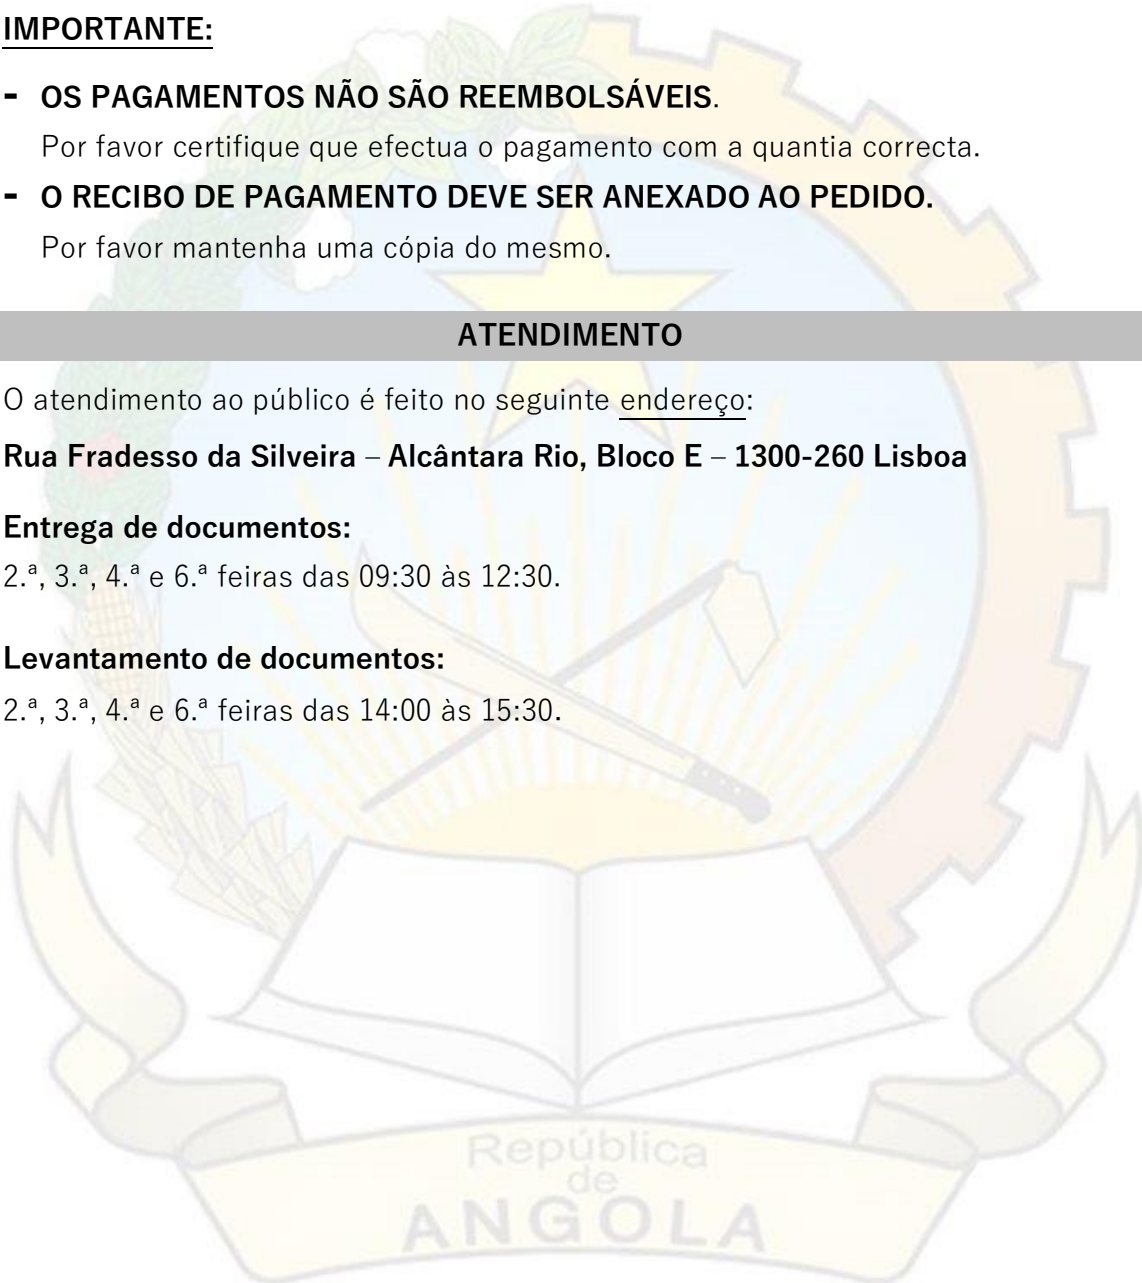 IMPORTANTE:
- OS PAGAMENTOS NÃO SÃO REEMBOLSÁVEIS.
Por favor certifique que efectua o pagamento com a quantia correcta.
- O RECIBO DE PAGAMENTO DEVE SER ANEXADO AO PEDIDO.
Por favor mantenha uma cópia do mesmo.
ATENDIMENTO
O atendimento ao público é feito no seguinte endereço:
Rua Fradesso da Silveira – Alcântara Rio, Bloco E – 1300-260 Lisboa
Entrega de documentos:
2.ª, 3.ª, 4.ª e 6.ª feiras das 09:30 às 12:30.
Levantamento de documentos:
2.ª, 3.ª, 4.ª e 6.ª feiras das 14:00 às 15:30.
República
de
ANGOLA